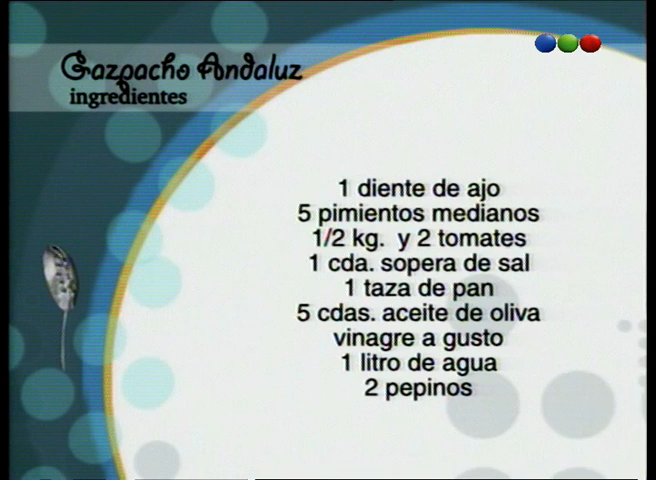 Gazpacho Andaluz
ingredientes
1 diente de ajo
5 pimientos medianos
1/2 kg. y 2 tomates
1 cda. sopera de sal
1 taza de pan
5 cdas. aceite de oliva
vinagre a gusto
1 litro de agua
2 pepinos